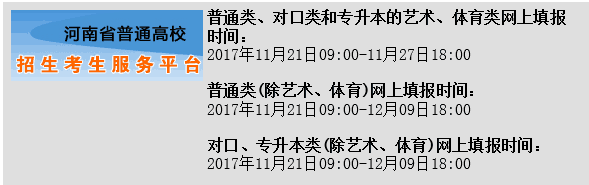 河南省普通高校
招生考生服务平台
普通类、对口类和专升本的艺术、体育类网上填报
时间：
2017年11月21日09:00-11月27日18:00
普通类(除艺术、体育)网上填报时间：
2017年11月21日09:00-12月09日18:00
对口、专升本类(除艺术、体育)网上填报时间：
2017年11月21日09:00-12月09日18:00